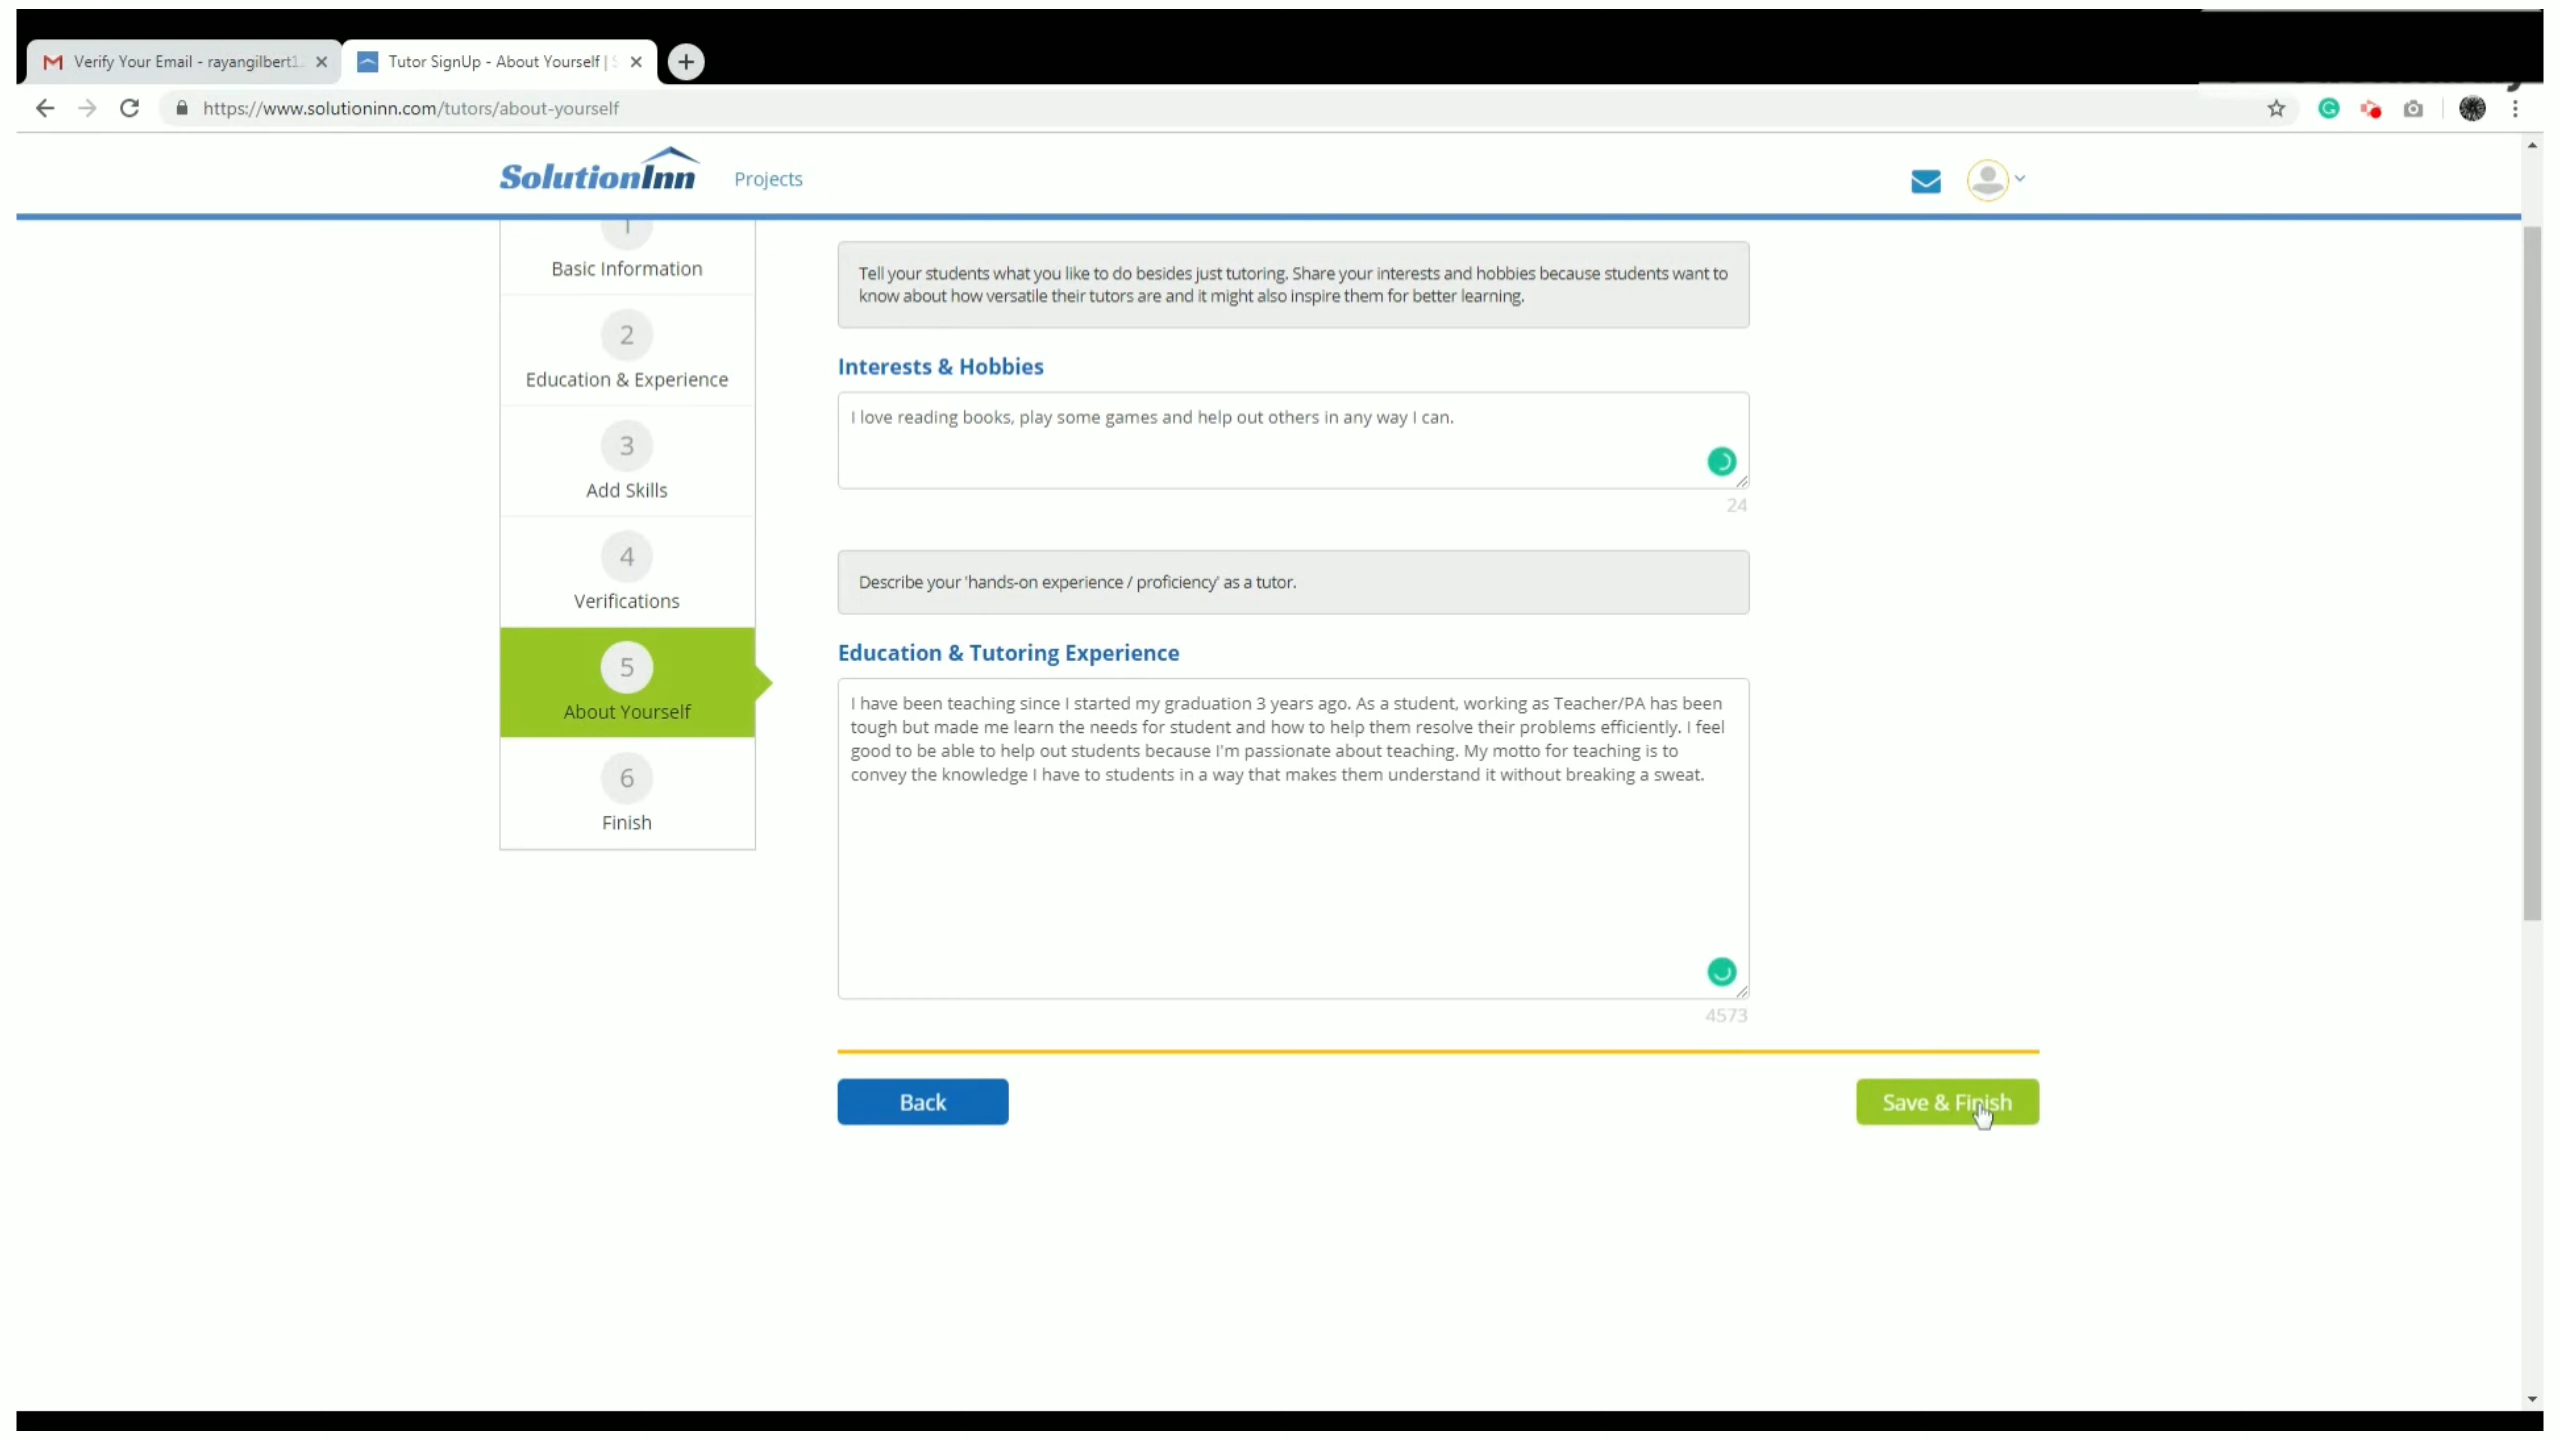 Verify Your Email - rayangilbert1
Tutor SignUp - About Yourself |
https://www.solutioninn.com/tutors/about-yourself
SolutionInn
Projects
1
Basic Information
2
Education & Experience
3
Add Skills
4
Verifications
5
About Yourself
6
Finish
Tell your students what you like to do besides just tutoring. Share your interests and hobbies because students want to
know about how versatile their tutors are and it might also inspire them for better learning.
Interests & Hobbies
I love reading books, play some games and help out others in any way I can.
24
Describe your 'hands-on experience / proficiency' as a tutor.
Education & Tutoring Experience
I have been teaching since I started my graduation 3 years ago. As a student, working as Teacher/PA has been
tough but made me learn the needs for student and how to help them resolve their problems efficiently. I feel
good to be able to help out students because I'm passionate about teaching. My motto for teaching is to
convey the knowledge I have to students in a way that makes them understand it without breaking a sweat.
4573
Back
Save & Finish